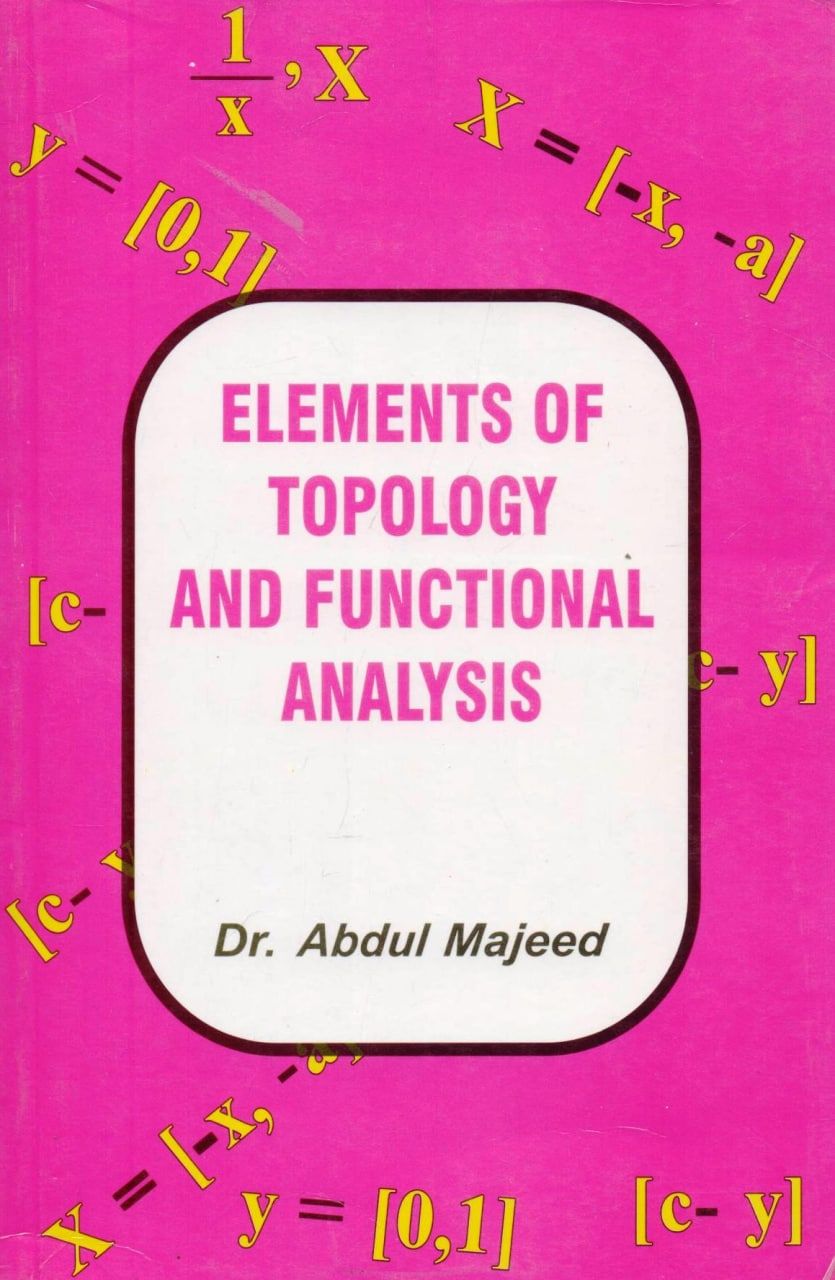 1/x, X
X = [-x, -a]
y = [0,1]
ELEMENTS OF
TOPOLOGY
AND FUNCTIONAL
ANALYSIS
[c-
c- y]
[c- y
Dr. Abdul Majeed
X = [-x, -a]
y = [0,1]
[c- y]